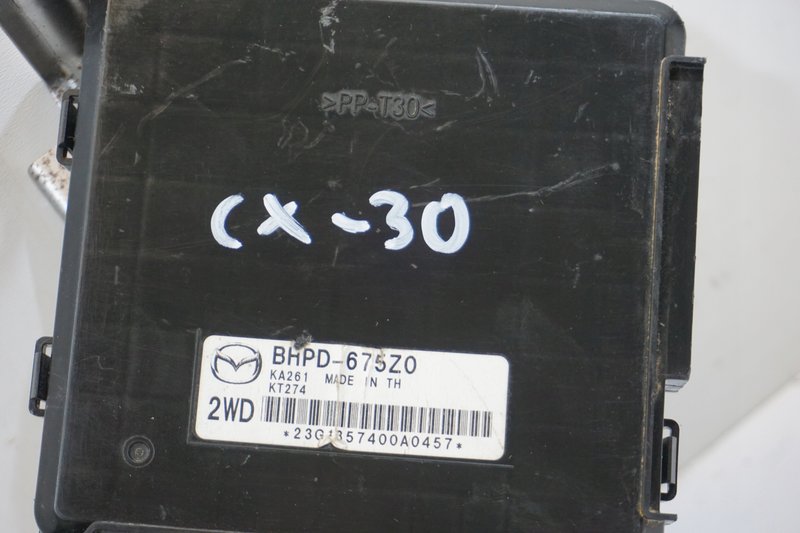 >PP-T30<
CX-30
BHPD-675Z0
KA261 MADE IN TH
KT274
2WD
*23G1357400A0457*